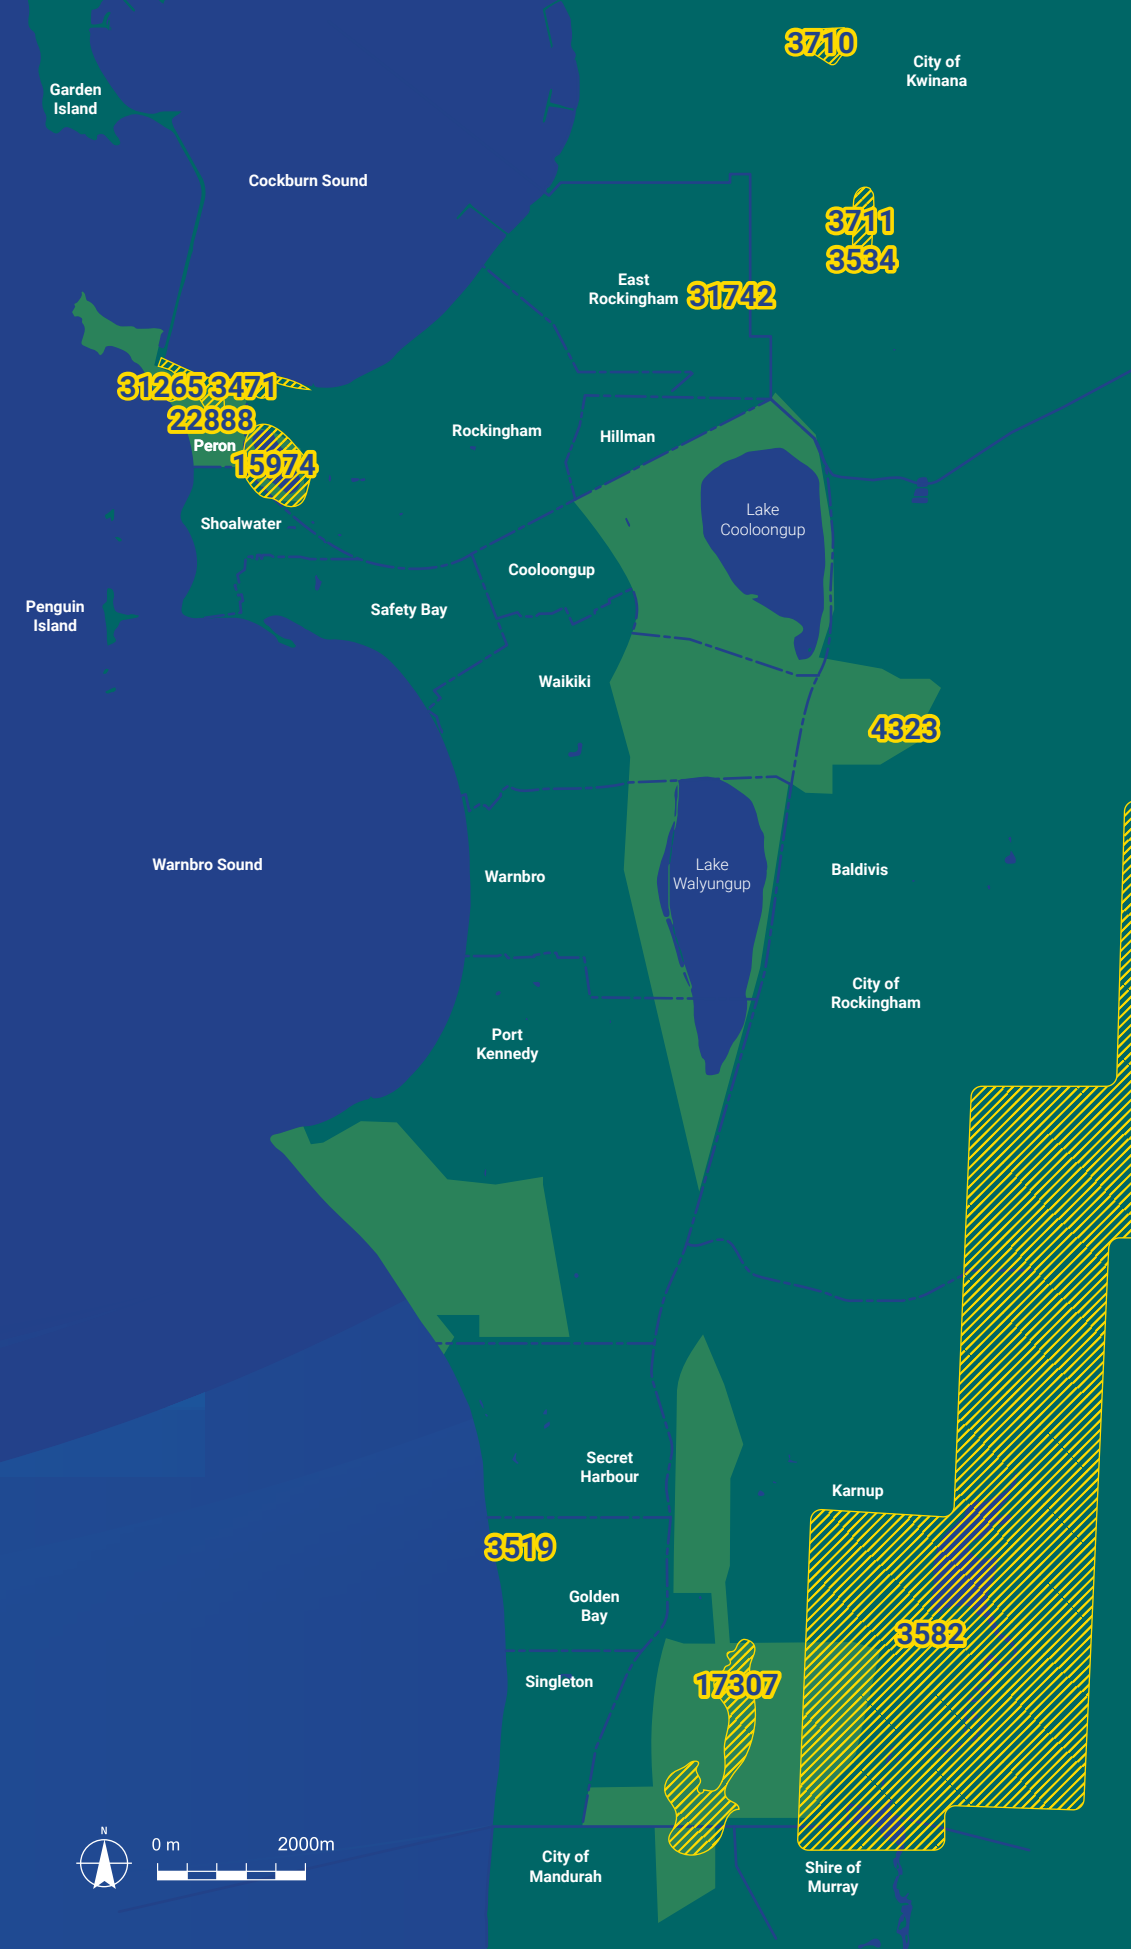 3710
City of
Kwinana
Garden
Island
Cockburn Sound
3711
3534
East
Rockingham
31742
31265 3471
22888
Peron
15974
Rockingham
Hillman
Lake
Cooloongup
Shoalwater
Cooloongup
Penguin
Island
Safety Bay
Waikiki
4323
Warnbro Sound
Warnbro
Lake
Walyungup
Baldivis
City of
Rockingham
Port
Kennedy
Secret
Harbour
Karnup
3519
Golden
Bay
3582
Singleton
17307
N
0 m
2000m
City of
Mandurah
Shire of
Murray